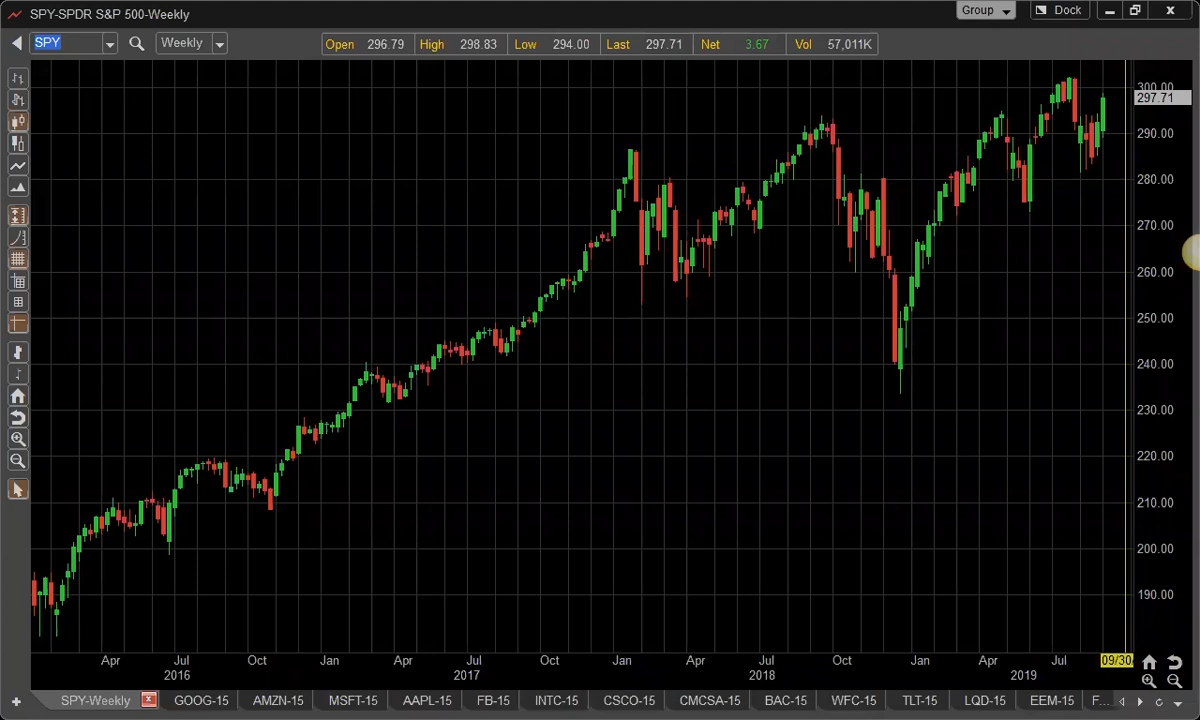 SPY-SPDR S&P 500-Weekly
Group
Dock
SPY
Weekly
Open 296.79 High 298.83 Low 294.00 Last 297.71 Net 3.67 Vol 57,011K
300.00
297.71
290.00
280.00
270.00
260.00
250.00
240.00
230.00
220.00
210.00
200.00
190.00
Apr Jul Oct Jan Apr Jul Oct Jan Apr Jul Oct Jan Apr Jul 09/30
2016 2017 2018 2019
SPY-Weekly GOOG-15 AMZN-15 MSFT-15 AAPL-15 FB-15 INTC-15 CSCO-15 CMCSA-15 BAC-15 WFC-15 TLT-15 LQD-15 EEM-15 F...